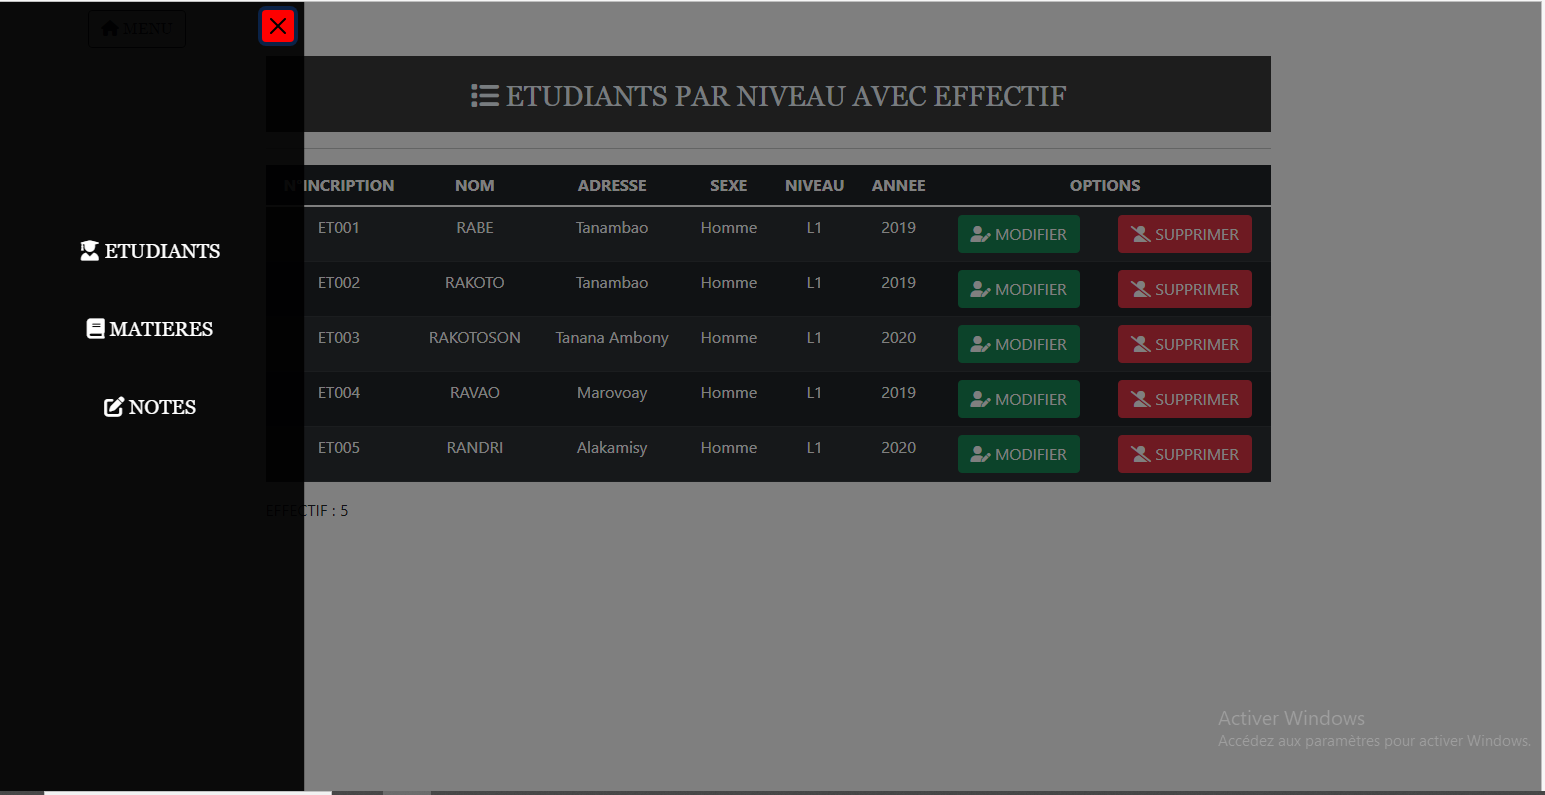 MENU
ETUDIANTS PAR NIVEAU AVEC EFFECTIF
N°INCRIPTION NOM ADRESSE SEXE NIVEAU ANNEE OPTIONS
ET001 RABE Tanambao Homme L1 2019 MODIFIER SUPPRIMER
ETUDIANTS
ET002 RAKOTO Tanambao Homme L1 2019 MODIFIER SUPPRIMER
MATIERES
ET003 RAKOTOSON Tanana Ambony Homme L1 2020 MODIFIER SUPPRIMER
ET004 RAVAO Marovoay Homme L1 2019 MODIFIER SUPPRIMER
NOTES
ET005 RANDRI Alakamisy Homme L1 2020 MODIFIER SUPPRIMER
EFFECTIF : 5
Activer Windows
Accédez aux paramètres pour activer Windows.